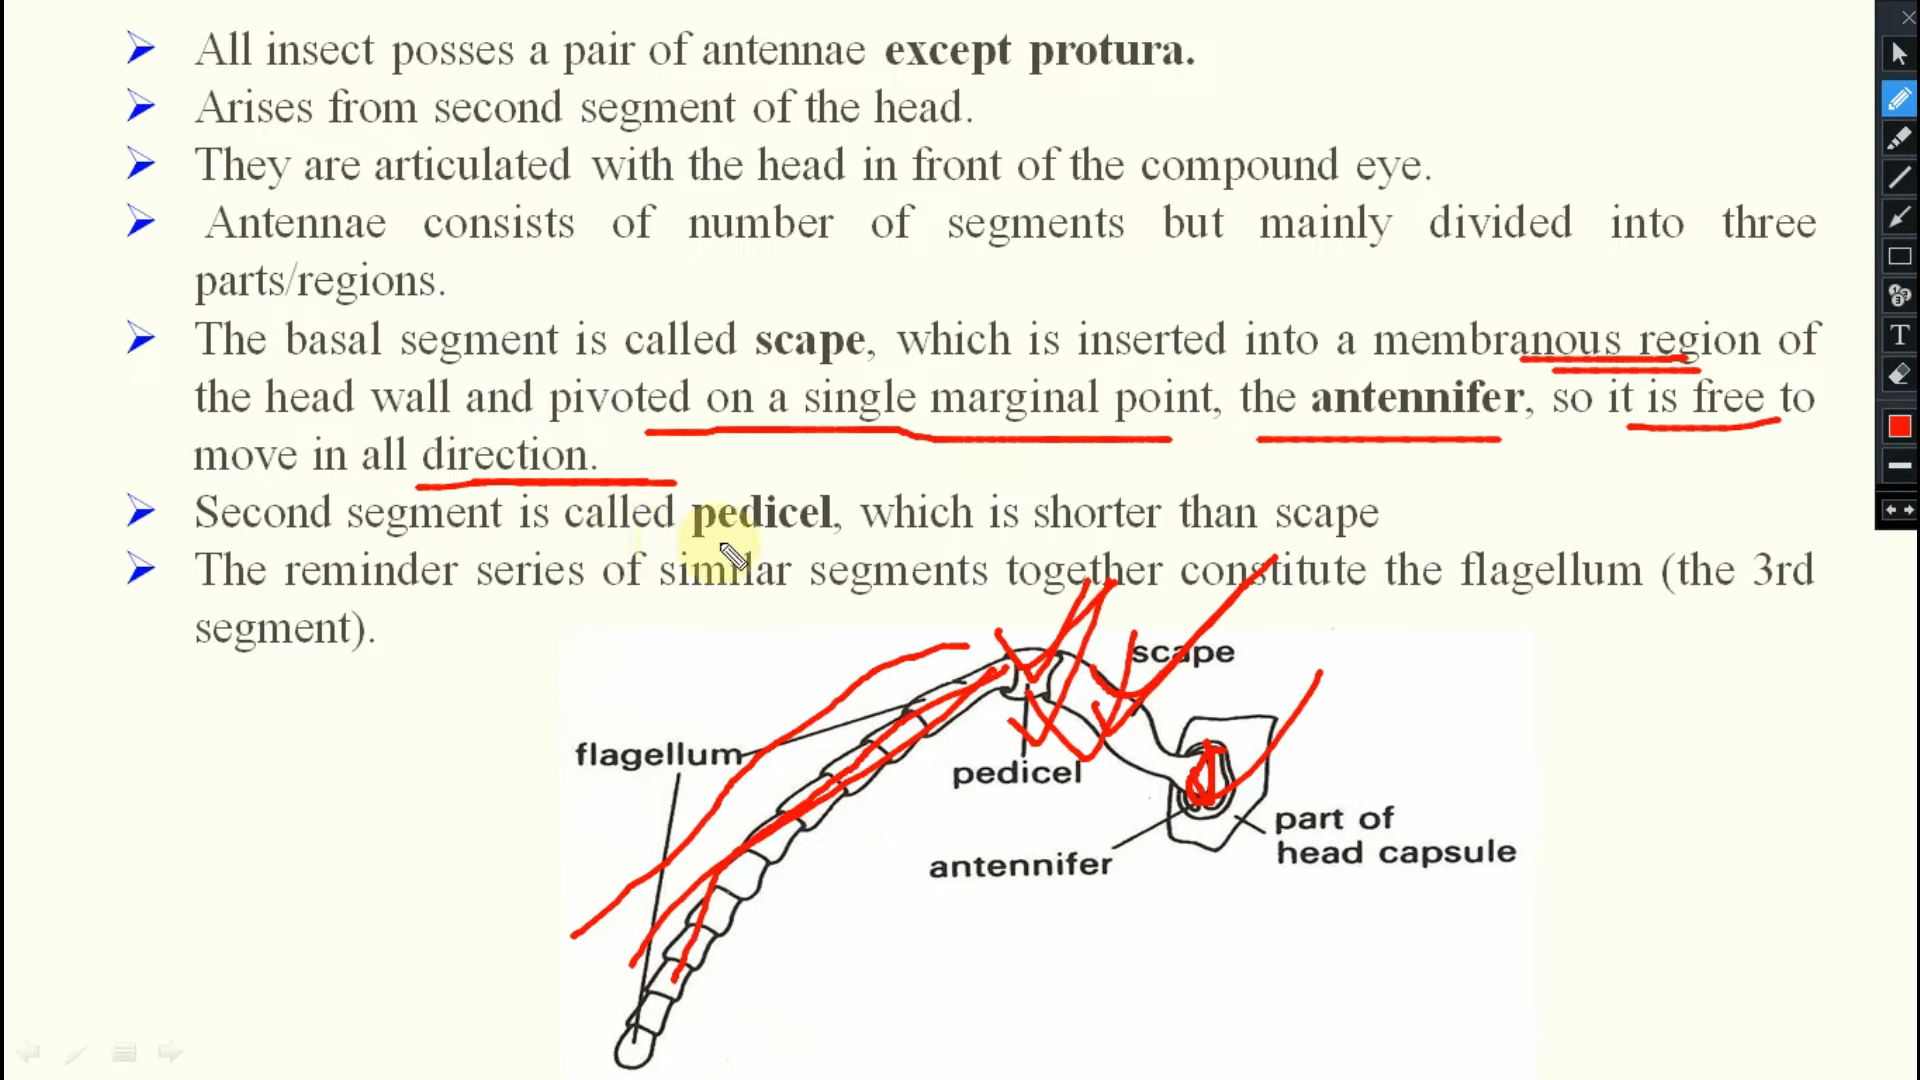 All insect posses a pair of antennae except protura.
Arises from second segment of the head.
They are articulated with the head in front of the compound eye.
Antennae consists of number of segments but mainly divided into three
parts/regions.
The basal segment is called scape, which is inserted into a membranous region of
the head wall and pivoted on a single marginal point, the antennifer, so it is free to
move in all direction.
Second segment is called pedicel, which is shorter than scape
The reminder series of similar segments together constitute the flagellum (the 3rd
segment).
scape
flagellum
pedicel
part of
head capsule
antennifer
T